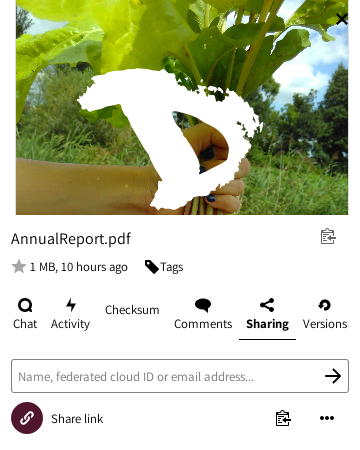 D
AnnualReport.pdf
1 MB, 10 hours ago Tags
Chat Activity Checksum Comments Sharing Versions
Name, federated cloud ID or email address...
Share link